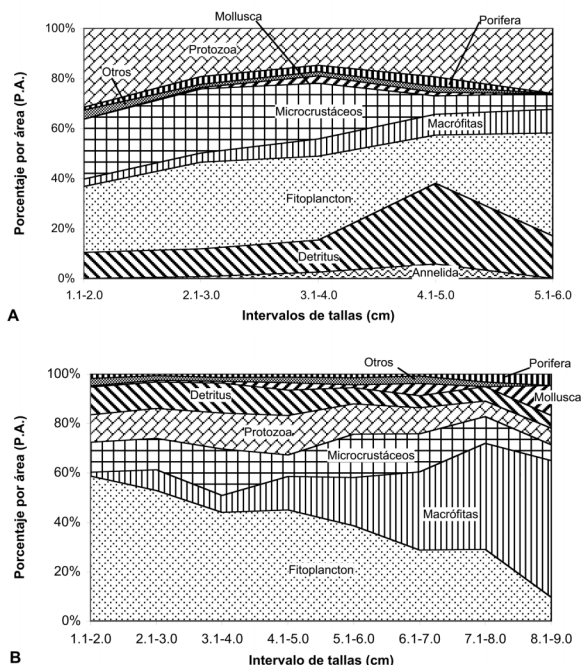 100%
80%
60%
40%
20%
0%
Porcentaje por área (P.A.)
Mollusca
Porifera
Protozoa
Otros
Microcrustáceos
Macrófitas
Fitoplancton
Detritus
Annelida
1.1-2.0. 2.1-3.0. 3.1-4.0. 4.1-5.0. 5.1-6.0.
Intervalos de tallas (cm)
A
100%
80%
60%
40%
20%
0%
Porcentaje por área (P.A.)
Otros
Porifera
Detritus
Mollusca
Protozoa
Microcrustáceos
Macrófitas
Fitoplancton
1.1-2.0. 2.1-3.0. 3.1-4.0. 4.1-5.0. 5.1-6.0. 6.1-7.0. 7.1-8.0. 8.1-9.0.
Intervalo de tallas (cm)
B